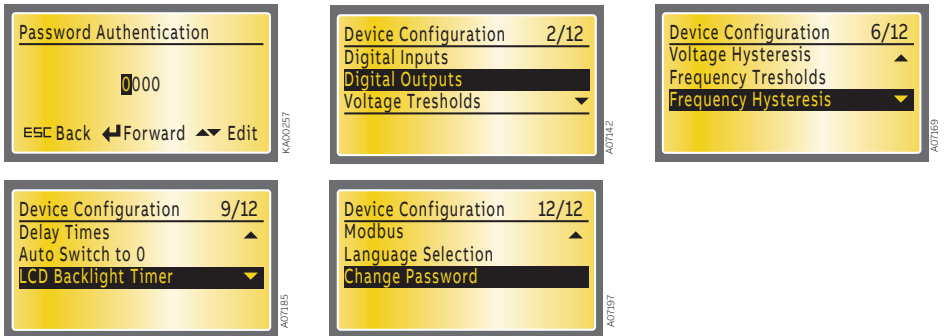 Password Authentication
0000
ESC Back Forward Edit
KA00257
Device Configuration 2/12
Digital Inputs
Digital Outputs
Voltage Tresholds
A07142
Device Configuration 6/12
Voltage Hysteresis
Frequency Tresholds
Frequency Hysteresis
A07169
Device Configuration 9/12
Delay Times
Auto Switch to 0
LCD Backlight Timer
A07185
Device Configuration 12/12
Modbus
Language Selection
Change Password
A07197